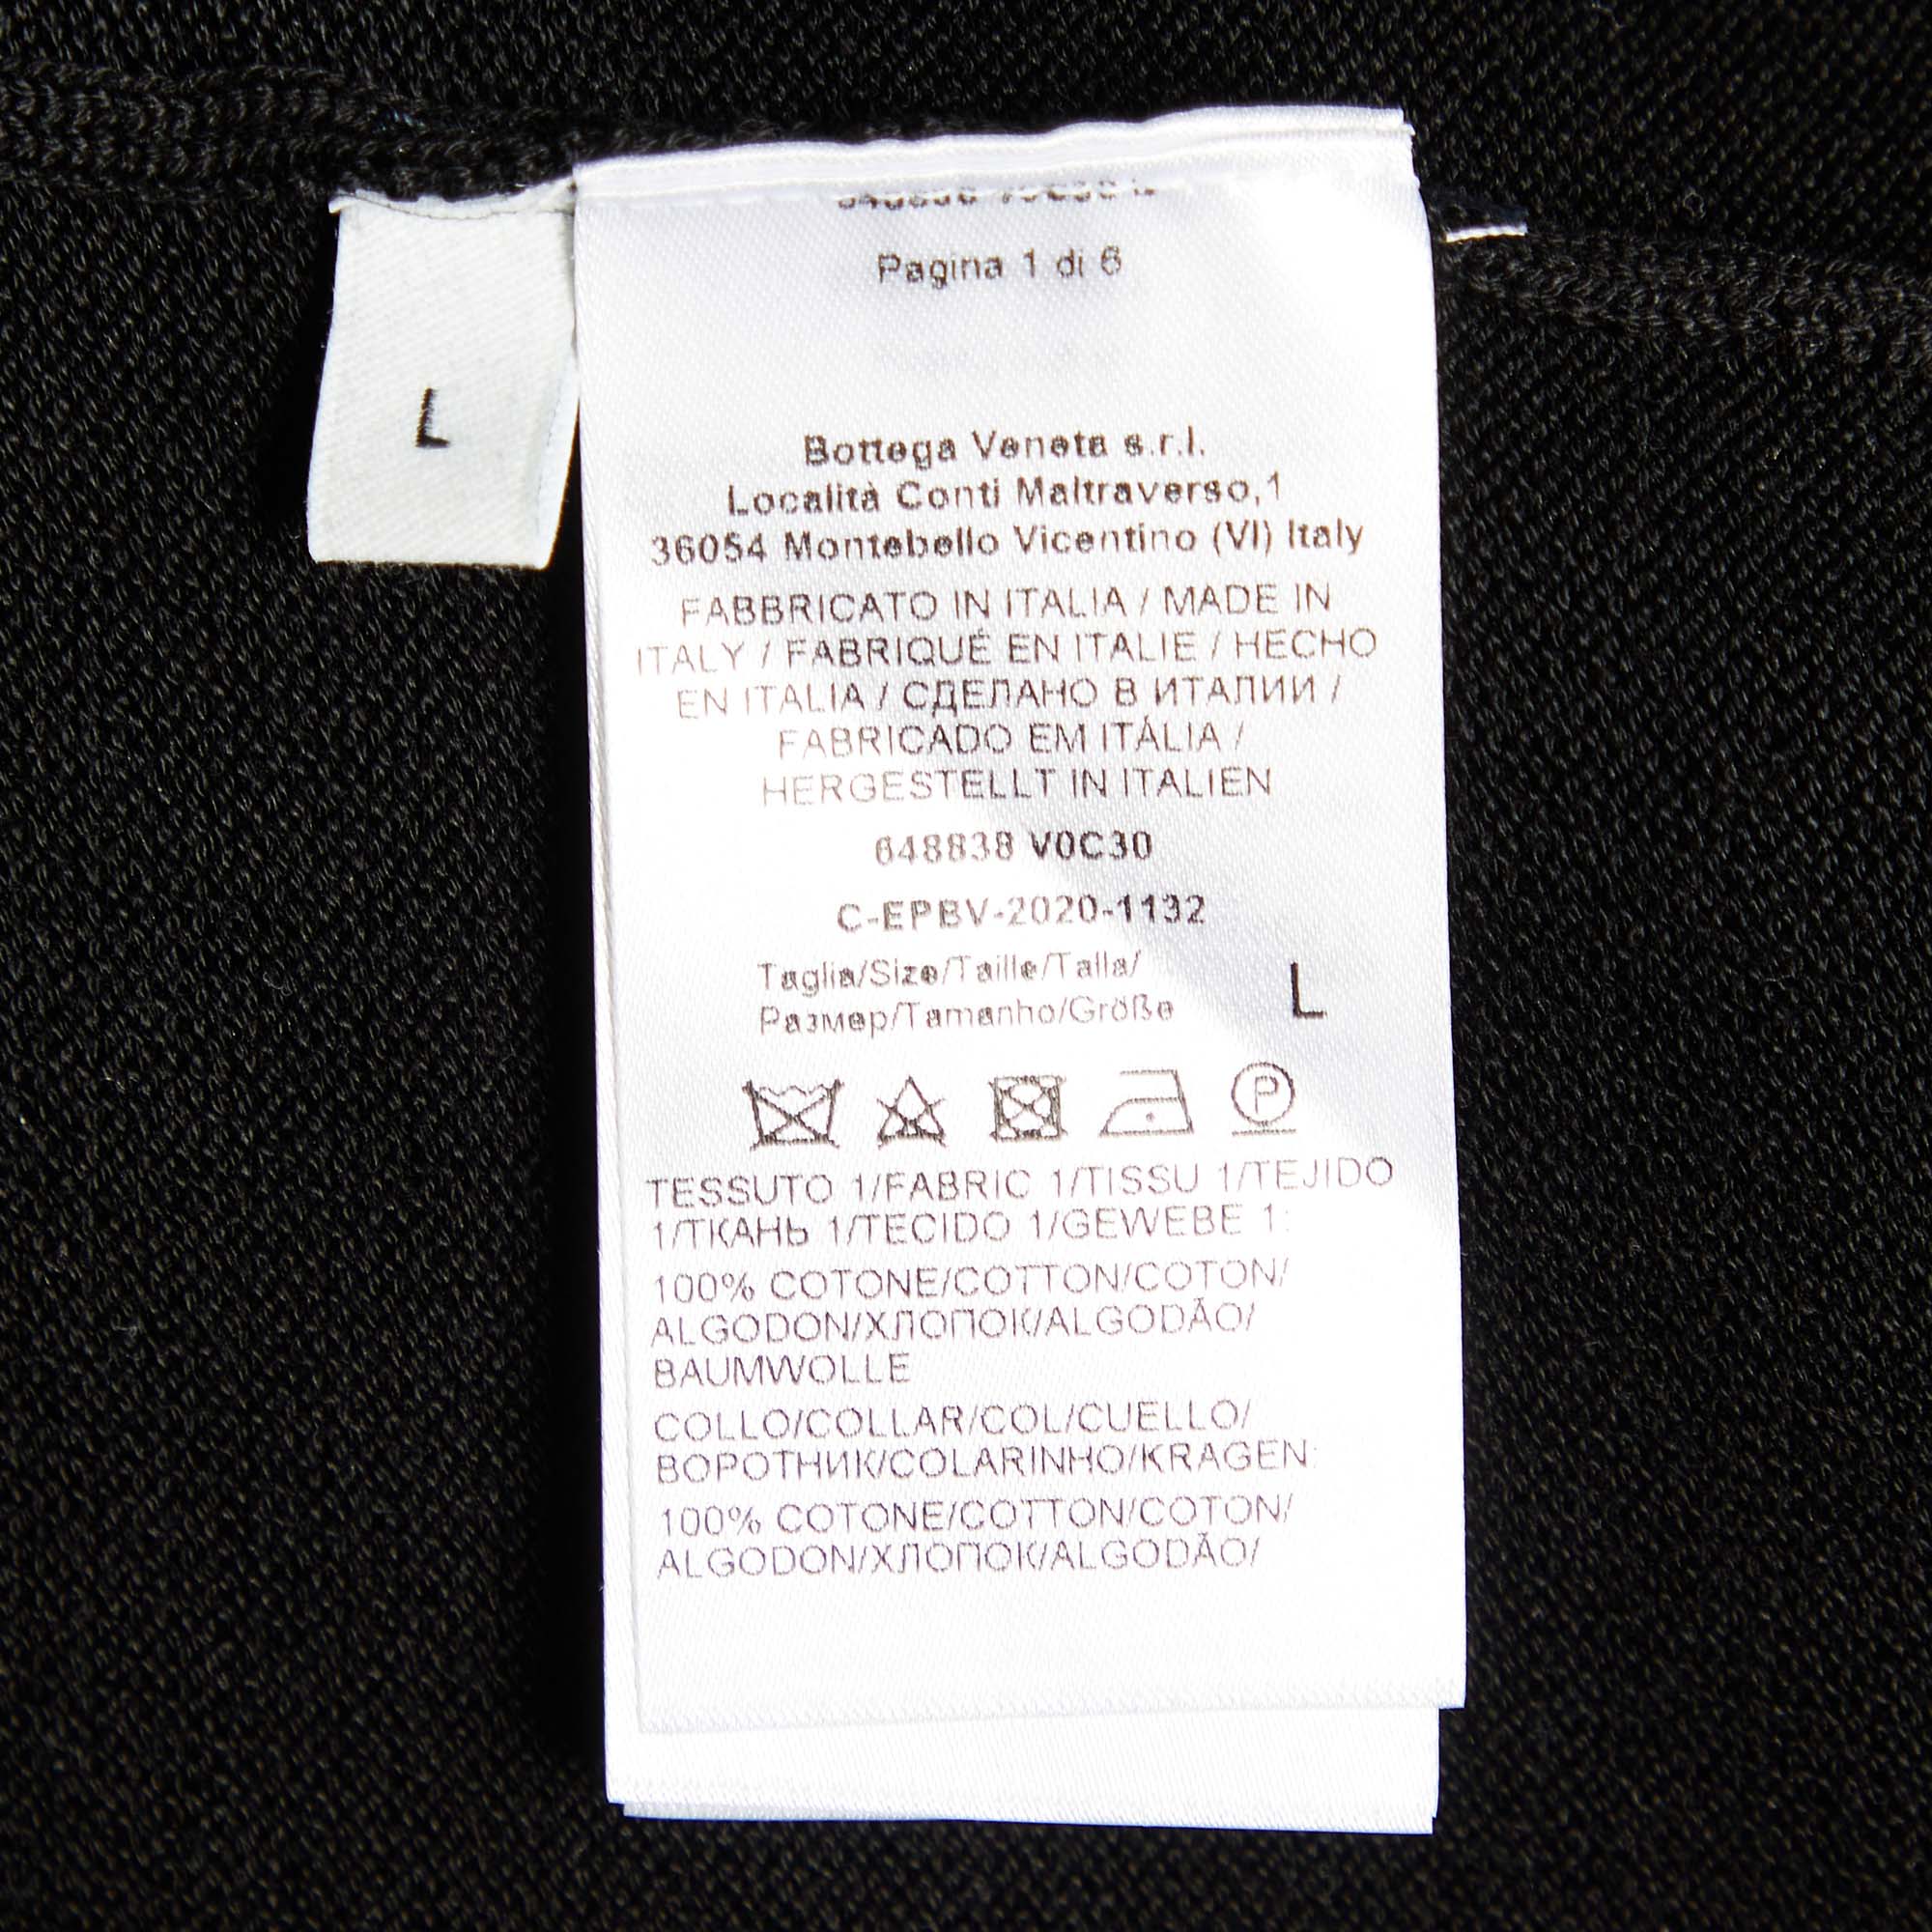 L
Pagina 1 di 6
Bottega Veneta s.r.l.
Località Conti Maltraverso,1
36054 Montebello Vicentino (VI) Italy
FABBRICATO IN ITALIA / MADE IN
ITALY / FABRIQUÉ EN ITALIE / HECHO
EN ITALIA / СДЕЛАНО В ИТАЛИИ /
FABRICADO EM ITÁLIA /
HERGESTELLT IN ITALIEN
648838 V0C30
C-EPBV-2020-1132
Taglia/Size/Taille/Talla/
Размер/Tamanho/Größe
L
P
TESSUTO 1/FABRIC 1/TISSU 1/TEJIDO
1/ТКАНЬ 1/TECIDO 1/GEWEBE 1:
100% COTONE/COTTON/COTON/
ALGODON/ХЛОПОК/ALGODÃO/
BAUMWOLLE
COLLO/COLLAR/COL/CUELLO/
ВОРОТНИК/COLARINHO/KRAGEN:
100% COTONE/COTTON/COTON/
ALGODON/ХЛОПОК/ALGODÃO/